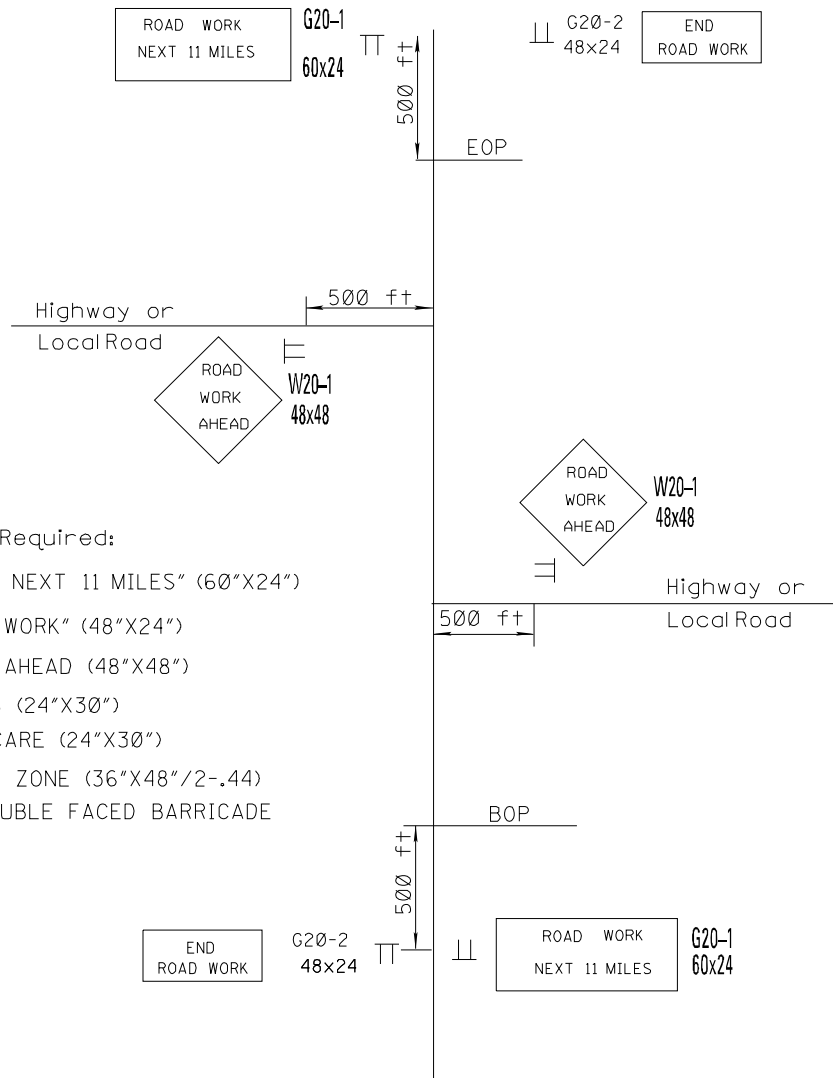 ROAD WORK
NEXT 11 MILES
G20-1
60x24
500 ft
G20-2
48x24
END
ROAD WORK
EOP
Highway or
Local Road
500 ft
ROAD
WORK
AHEAD
W20-1
48x48
ROAD
WORK
AHEAD
W20-1
48x48
Required:
NEXT 11 MILES" (60"X24")
WORK" (48"X24")
AHEAD (48"X48")
(24"X30")
CARE (24"X30")
ZONE (36"X48"/2-.44)
UBLE FACED BARRICADE
500 ft
Highway or
Local Road
BOP
500 ft
END
ROAD WORK
G20-2
48x24
ROAD WORK
NEXT 11 MILES
G20-1
60x24